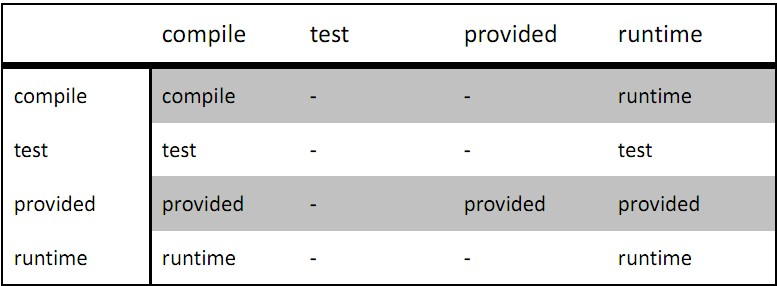 compile test provided runtime
compile compile - - runtime
test test - - test
provided provided - provided provided
runtime runtime - - runtime